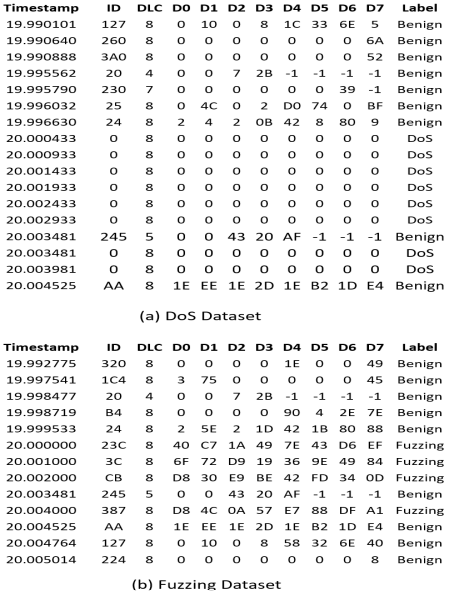 Timestamp ID DLC D0 D1 D2 D3 D4 D5 D6 D7 Label
19.990101 127 8 0 10 0 8 1C 33 6E 5 Benign
19.990640 260 8 0 0 0 0 0 0 0 6A Benign
19.990888 3A0 8 0 0 0 0 0 0 0 52 Benign
19.995562 20 4 0 0 7 2B -1 -1 -1 -1 Benign
19.995790 230 7 0 0 0 0 0 0 39 -1 Benign
19.996032 25 8 0 4C 0 2 D0 74 0 BF Benign
19.996630 24 8 2 4 2 0B 42 8 80 9 Benign
20.000433 0 8 0 0 0 0 0 0 0 0 DoS
20.000933 0 8 0 0 0 0 0 0 0 0 DoS
20.001433 0 8 0 0 0 0 0 0 0 0 DoS
20.001933 0 8 0 0 0 0 0 0 0 0 DoS
20.002433 0 8 0 0 0 0 0 0 0 0 DoS
20.002933 0 8 0 0 0 0 0 0 0 0 DoS
20.003481 245 5 0 0 43 20 AF -1 -1 -1 Benign
20.003481 0 8 0 0 0 0 0 0 0 0 DoS
20.003981 0 8 0 0 0 0 0 0 0 0 DoS
20.004525 AA 8 1E EE 1E 2D 1E B2 1D E4 Benign
(a) DoS Dataset
Timestamp ID DLC D0 D1 D2 D3 D4 D5 D6 D7 Label
19.992775 320 8 0 0 0 0 1E 0 0 49 Benign
19.997541 1C4 8 3 75 0 0 0 0 0 45 Benign
19.998477 20 4 0 0 7 2B -1 -1 -1 -1 Benign
19.998719 B4 8 0 0 0 0 90 4 2E 7E Benign
19.999533 24 8 2 5E 2 1D 42 1B 80 88 Benign
20.000000 23C 8 40 C7 1A 49 7E 43 D6 EF Fuzzing
20.001000 3C 8 6F 72 D9 19 36 9E 49 84 Fuzzing
20.002000 CB 8 D8 30 E9 BE 42 FD 34 0D Fuzzing
20.003481 245 5 0 0 43 20 AF -1 -1 -1 Benign
20.004000 387 8 D8 4C 0A 57 E7 88 DF A1 Fuzzing
20.004525 AA 8 1E EE 1E 2D 1E B2 1D E4 Benign
20.004764 127 8 0 10 0 8 58 32 6E 40 Benign
20.005014 224 8 0 0 0 0 0 0 0 8 Benign
(b) Fuzzing Dataset